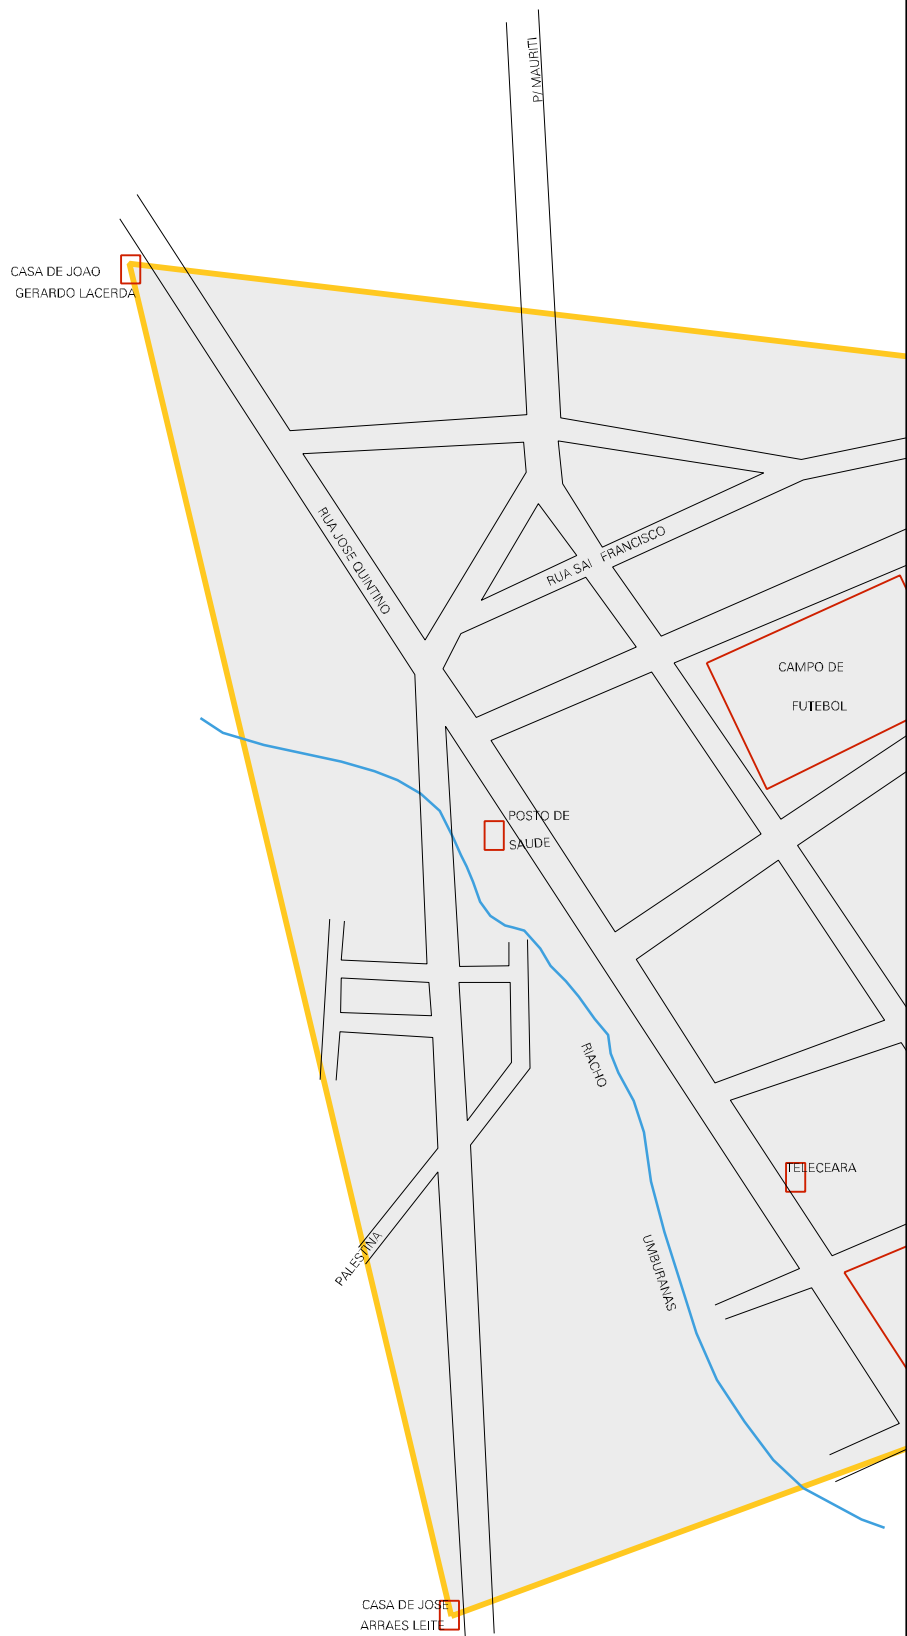 P/ MAURITI
CASA DE JOAO
GERARDO LACERDA
RUA JOSE QUINTINO
RUA SAI FRANCISCO
CAMPO DE
FUTEBOL
POSTO DE
SAUDE
RIACHO
TELECEARA
PALESTINA
UMBURANAS
CASA DE JOSE
ARRAES LEITE